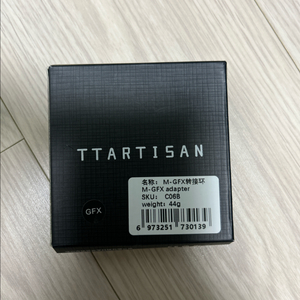 TTARTISAN
名称： M-GFX转接环
M-GFX adapter
SKU： C06B
weight：44g
6 973251 730139
GFX